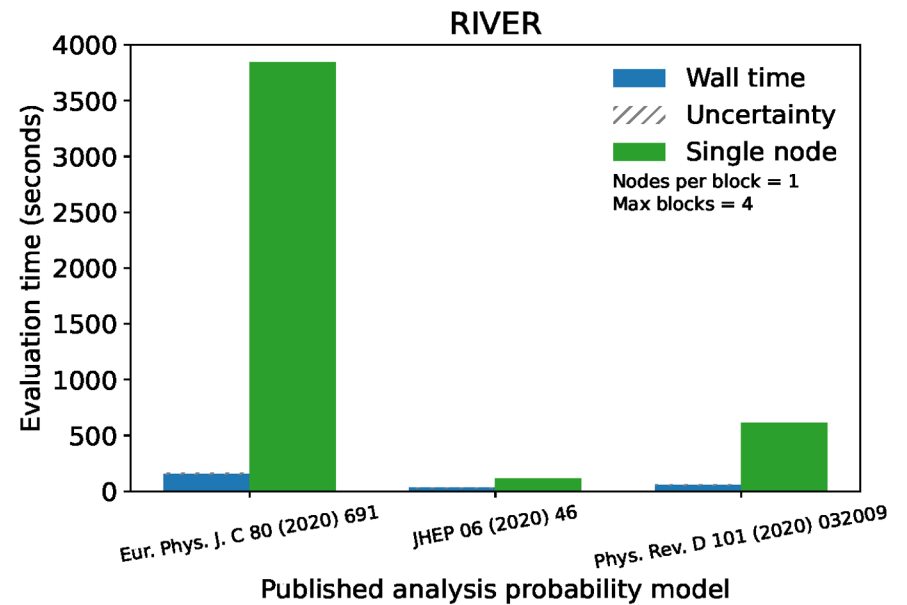 RIVER
4000
3500
3000
2500
2000
1500
1000
500
0
Evaluation time (seconds)
Wall time
Uncertainty
Single node
Nodes per block = 1
Max blocks = 4
Eur. Phys. J. C 80 (2020) 691
JHEP 06 (2020) 46
Phys. Rev. D 101 (2020) 032009
Published analysis probability model